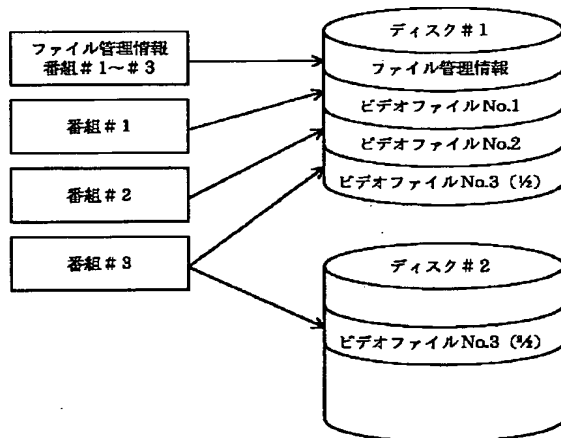 ファイル管理情報
番組＃1～＃3
番組＃1
番組＃2
番組＃3
ディスク＃1
ファイル管理情報
ビデオファイルNo.1
ビデオファイルNo.2
ビデオファイルNo.3（½）
ディスク＃2
ビデオファイルNo.3（²⁄₂）